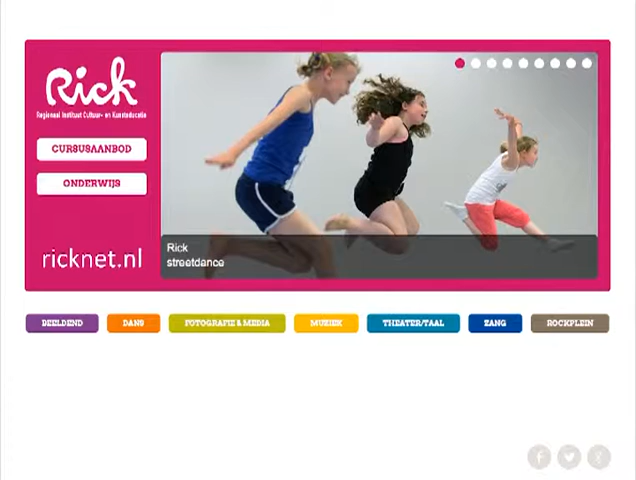 Rick
Regionaal Instituut Cultuur- en Kunsteducatie
CURSUSAANBOD
ONDERWIJS
ricknet.nl
Rick
streetdance
BEELDEND
DANS
FOTOGRAFIE & MEDIA
MUZIEK
THEATER/TAAL
ZANG
ROCKPLEIN